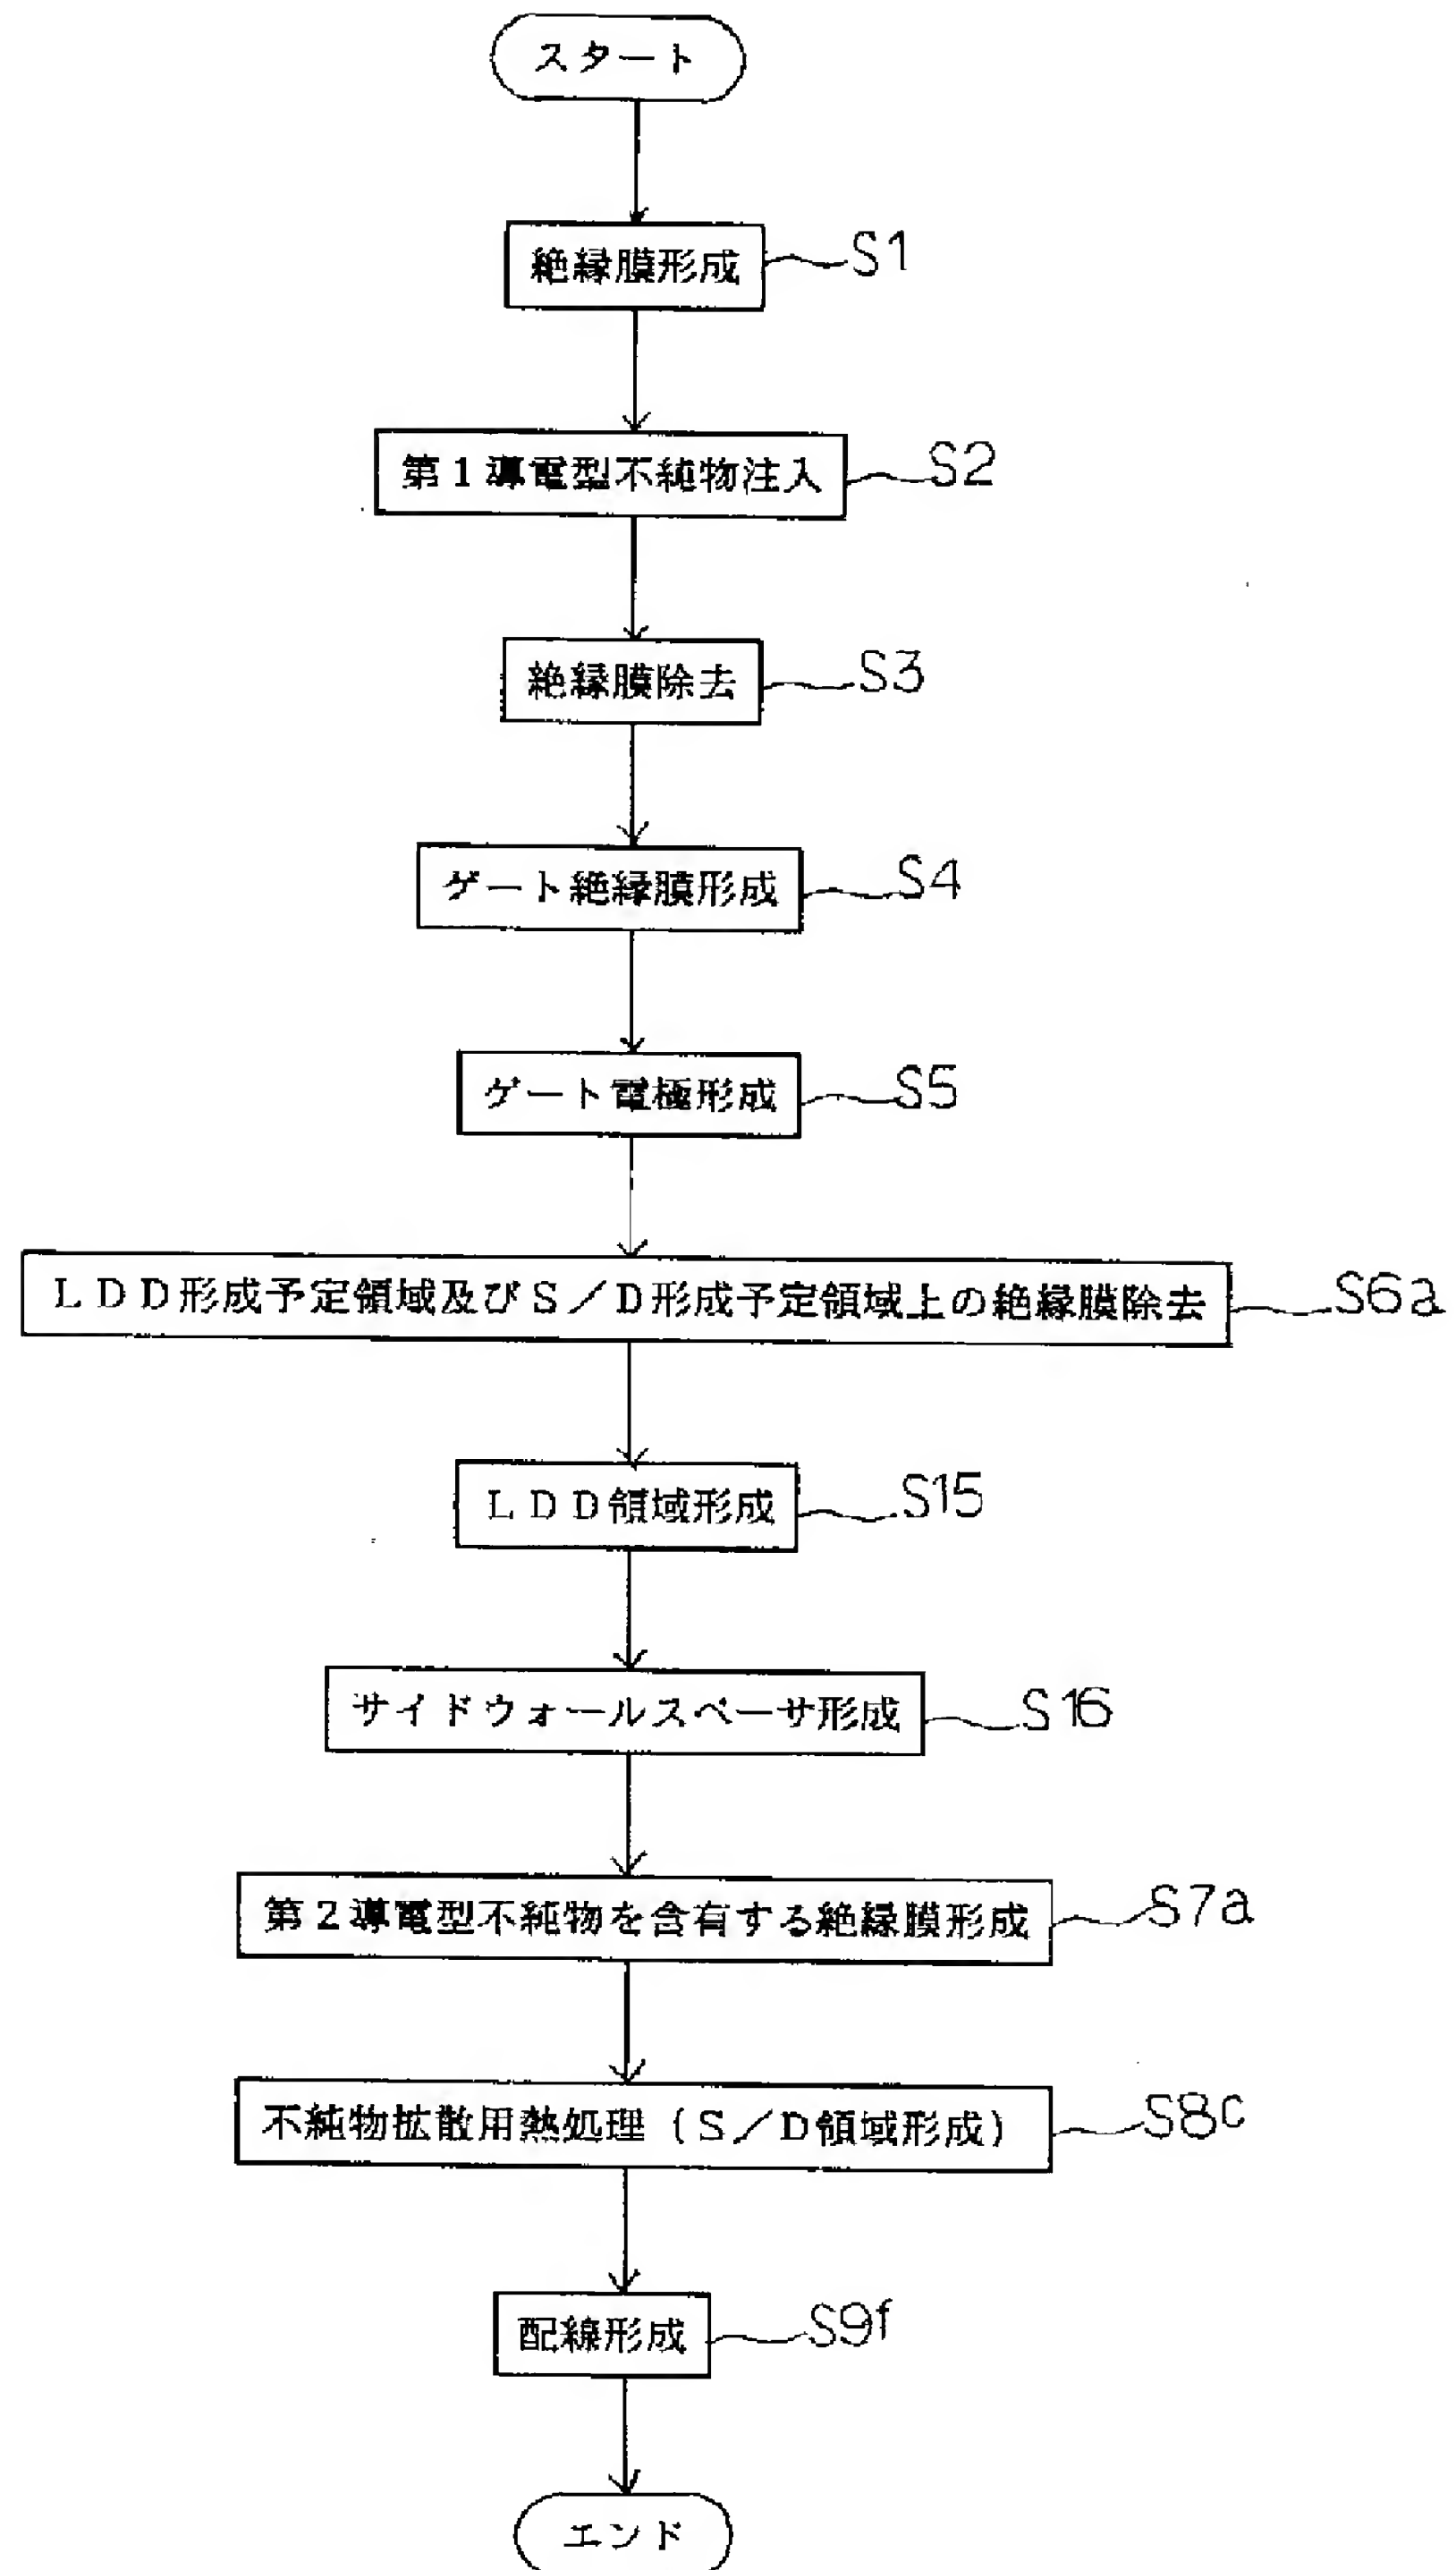 スタート
絶縁膜形成
S1
第1導電型不純物注入
S2
絶縁膜除去
S3
ゲート絶縁膜形成
S4
ゲート電極形成
S5
LDD形成予定領域及びS/D形成予定領域上の絶縁膜除去
S6a
LDD領域形成
S15
サイドウォールスペーサ形成
S16
第2導電型不純物を含有する絶縁膜形成
S7a
不純物拡散用熱処理(S/D領域形成)
S8c
配線形成
S9f
エンド